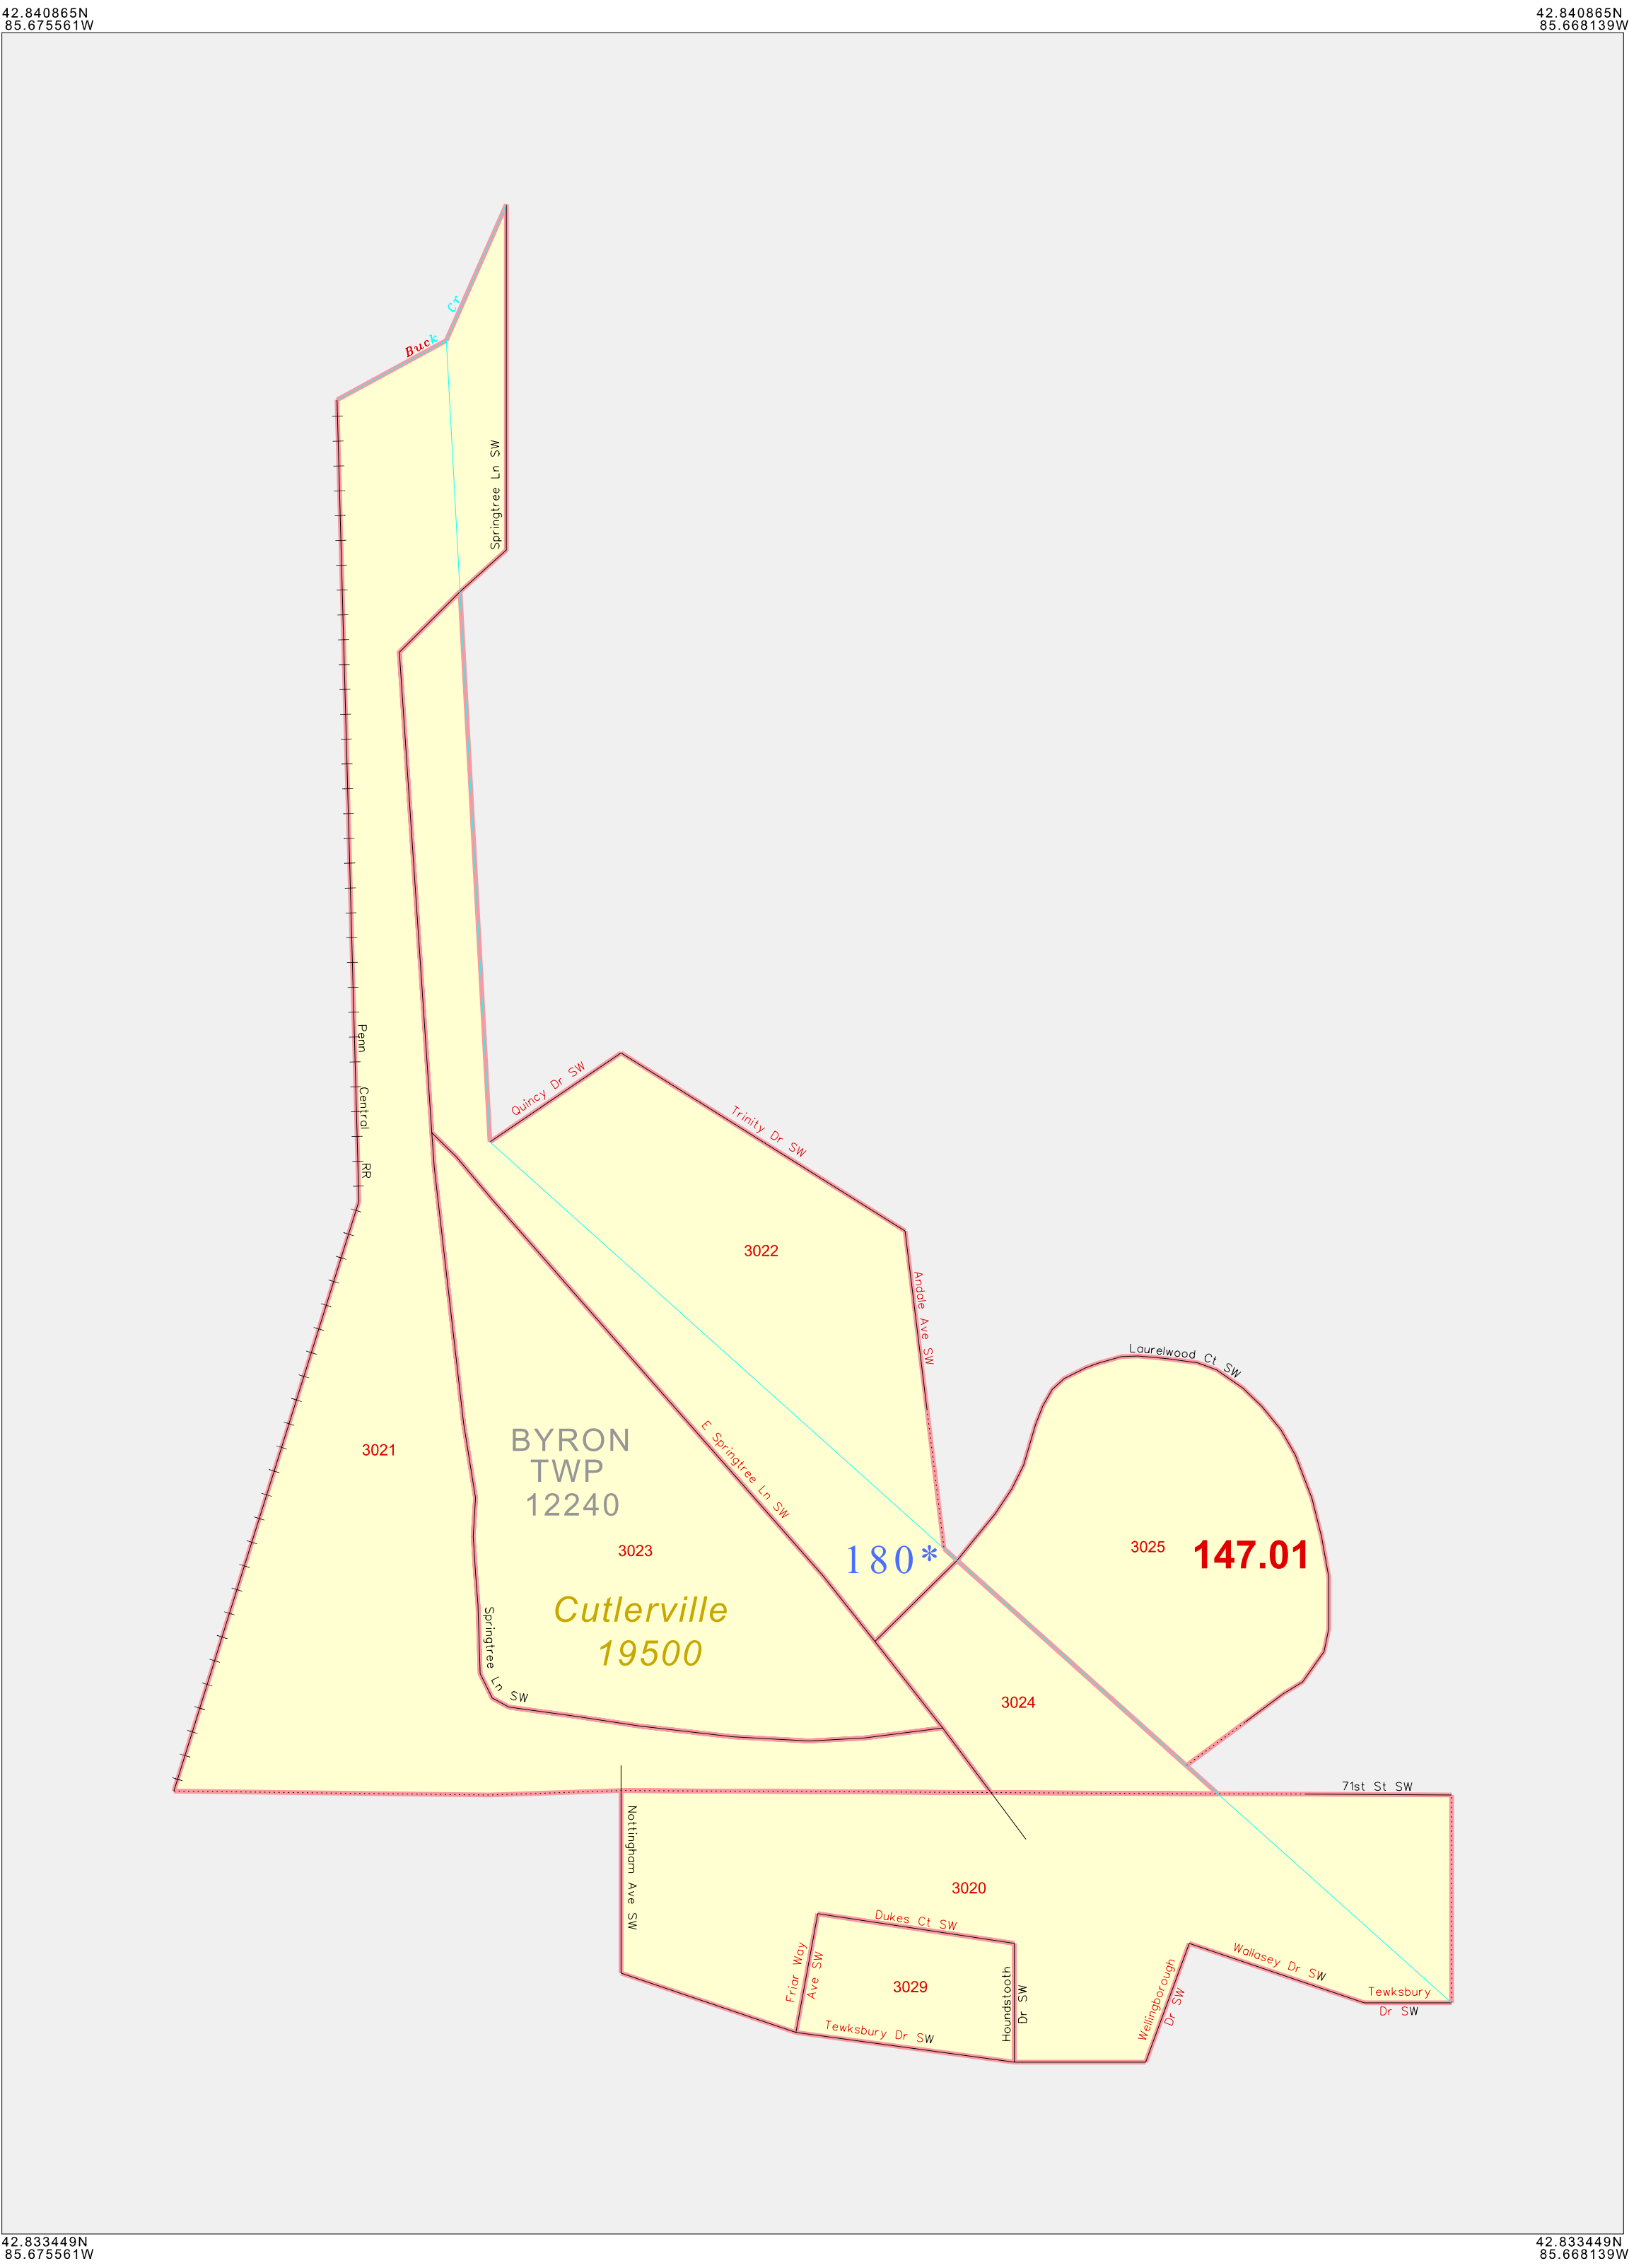 42.840865N
85.675561W
42.840865N
85.668139W
Buck Cr
Springtree Ln SW
Penn Central RR
Quincy Dr SW
Trinity Dr SW
3022
Andale Ave SW
Laurelwood Ct SW
E Springtree Ln SW
3021
BYRON
TWP
12240
3023
180*
3025
147.01
Cutlerville
19500
Springtree Ln SW
3024
71st St SW
Nottingham Ave SW
3020
Dukes Ct SW
Friar Way
Ave SW
3029
Houndstooth
Dr SW
Tewksbury Dr SW
Wellingborough
Dr SW
Wallasey Dr SW
Tewksbury
Dr SW
42.833449N
85.675561W
42.833449N
85.668139W